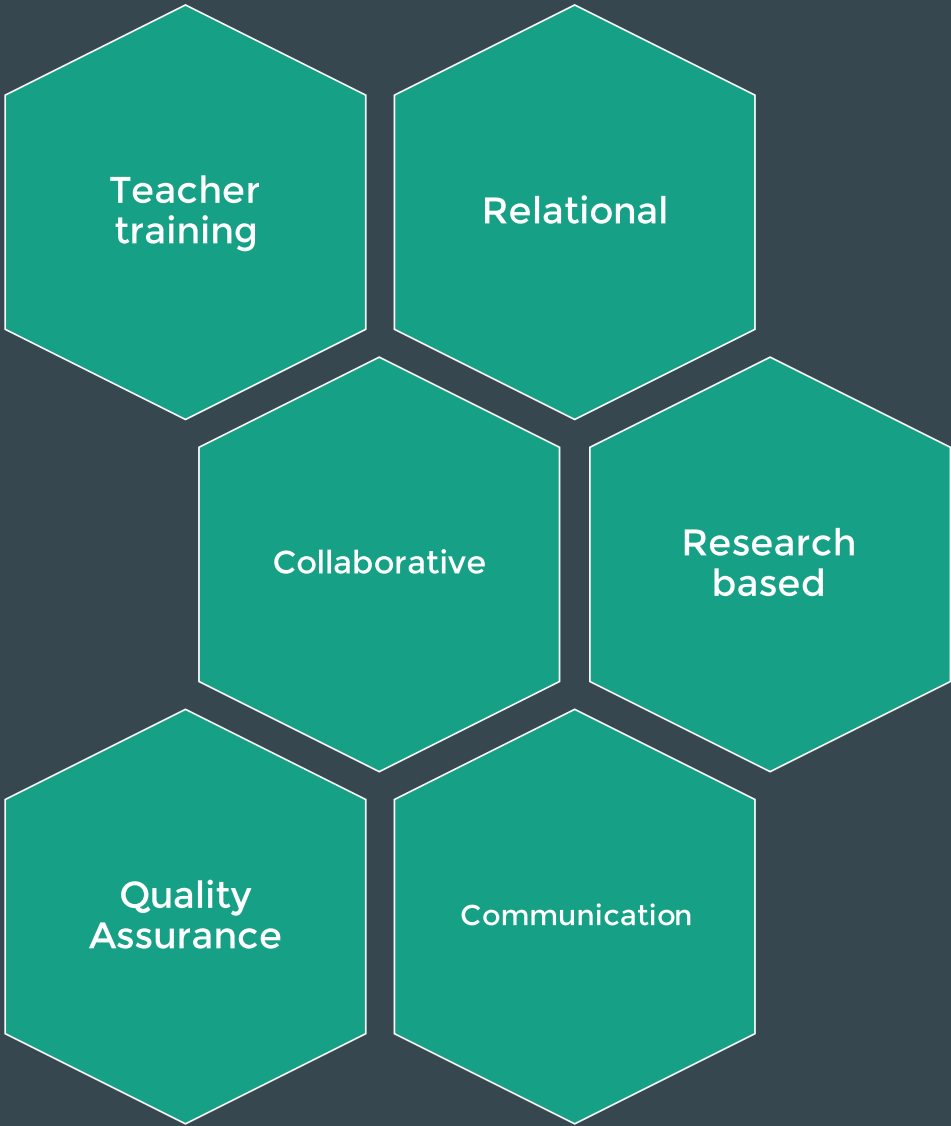 Teacher
training
Relational
Collaborative
Research
based
Quality
Assurance
Communication